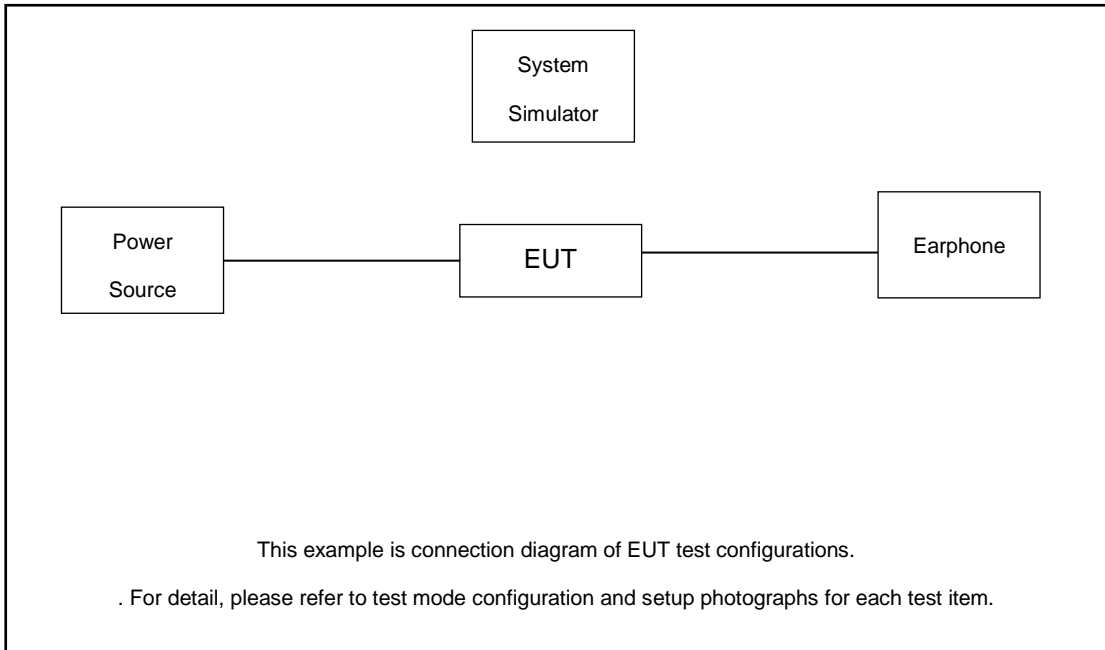 System
Simulator
Power
Source
EUT
Earphone
This example is connection diagram of EUT test configurations.
. For detail, please refer to test mode configuration and setup photographs for each test item.